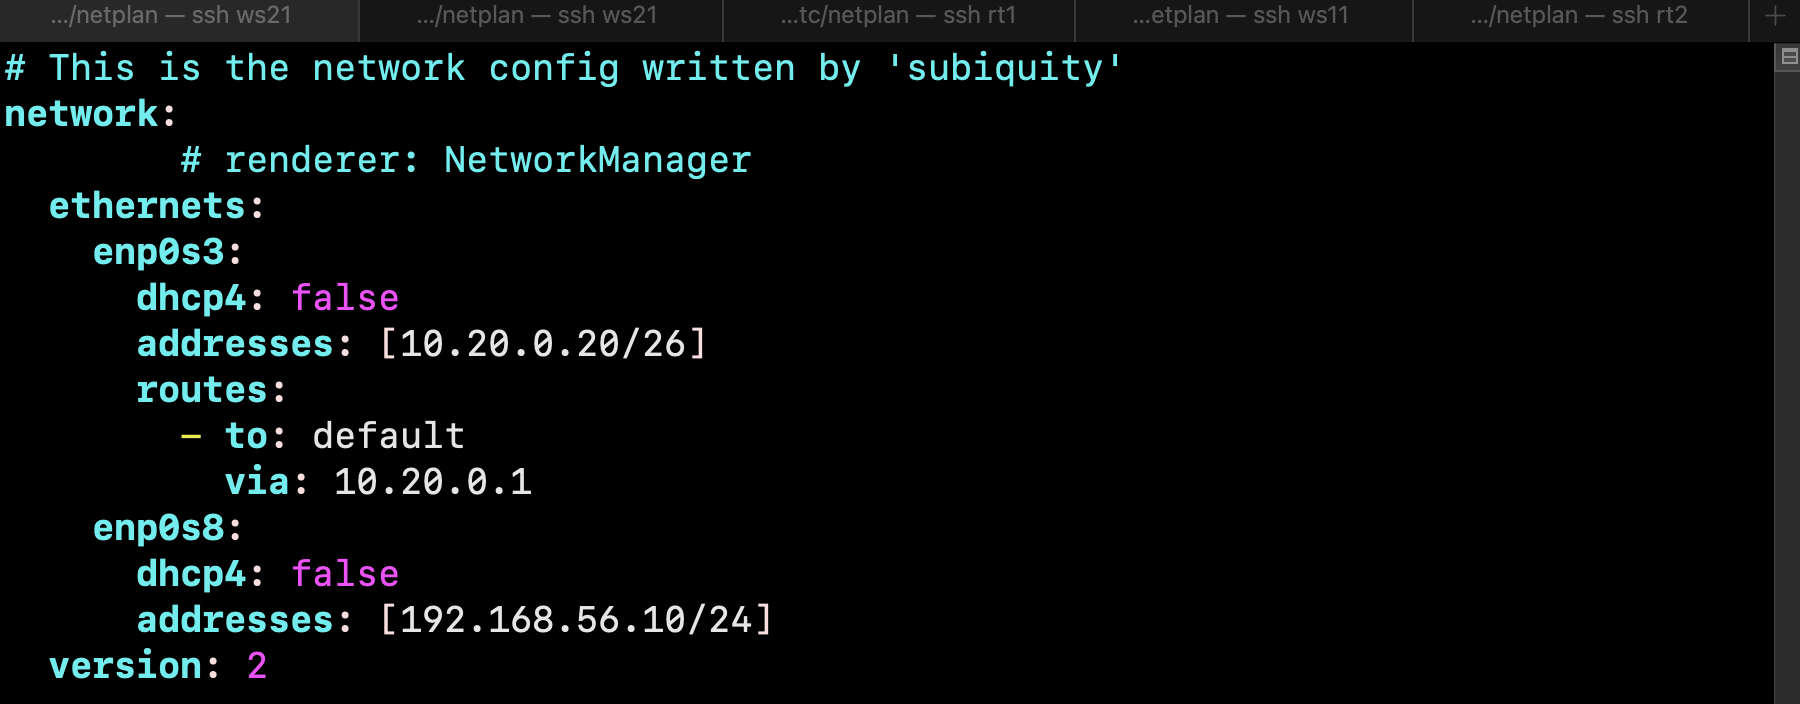 .../netplan — ssh ws21
.../netplan — ssh ws21
...tc/netplan — ssh rt1
...etplan — ssh ws11
.../netplan — ssh rt2
# This is the network config written by 'subiquity'
network:
        # renderer: NetworkManager
  ethernets:
    enp0s3:
      dhcp4: false
      addresses: [10.20.0.20/26]
      routes:
        - to: default
          via: 10.20.0.1
    enp0s8:
      dhcp4: false
      addresses: [192.168.56.10/24]
  version: 2